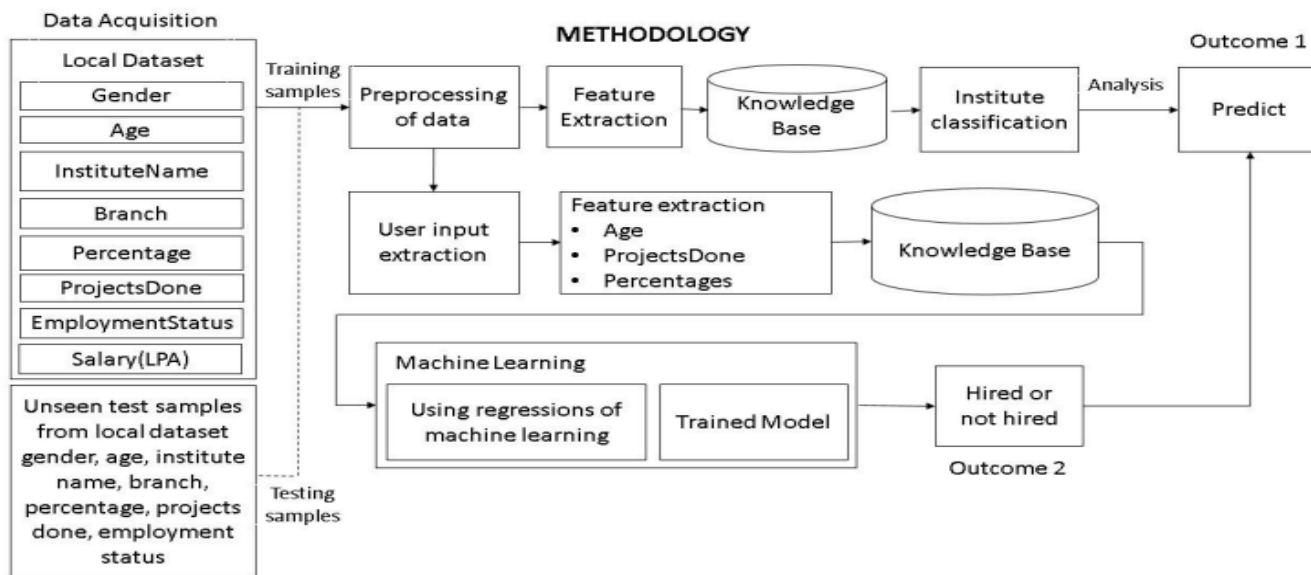 Data Acquisition
Local Dataset
Gender
Age
InstituteName
Branch
Percentage
ProjectsDone
EmploymentStatus
Salary(LPA)
Unseen test samples
from local dataset
gender, age, institute
name, branch,
percentage, projects
done, employment
status
Training
samples
Testing
samples
METHODOLOGY
Preprocessing
of data
Feature
Extraction
Knowledge
Base
Institute
classification
Analysis
Outcome 1
Predict
User input
extraction
Feature extraction
• Age
• ProjectsDone
• Percentages
Knowledge Base
Machine Learning
Using regressions of
machine learning
Trained Model
Hired or
not hired
Outcome 2